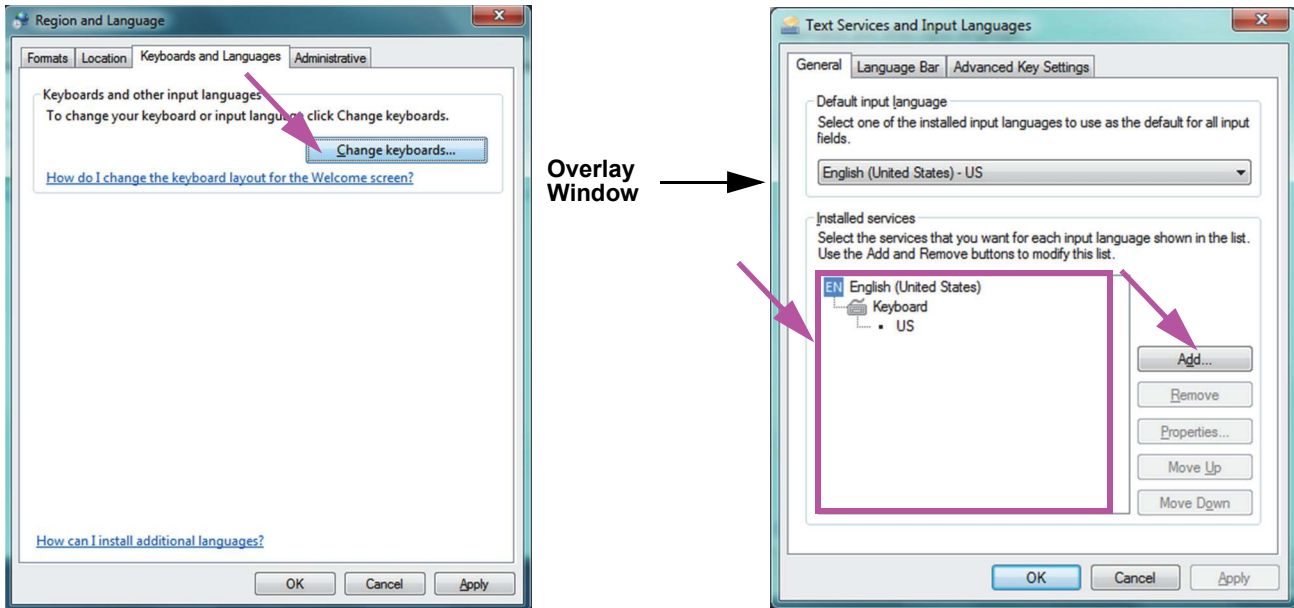 Region and Language
Formats Location Keyboards and Languages Administrative
Keyboards and other input languages
To change your keyboard or input language click Change keyboards.
Change keyboards...
How do I change the keyboard layout for the Welcome screen?
How can I install additional languages?
OK Cancel Apply
Overlay
Window
Text Services and Input Languages
General Language Bar Advanced Key Settings
Default input language
Select one of the installed input languages to use as the default for all input
fields.
English (United States) - US
Installed services
Select the services that you want for each input language shown in the list.
Use the Add and Remove buttons to modify this list.
EN English (United States)
Keyboard
US
Add...
Remove
Properties...
Move Up
Move Down
OK Cancel Apply